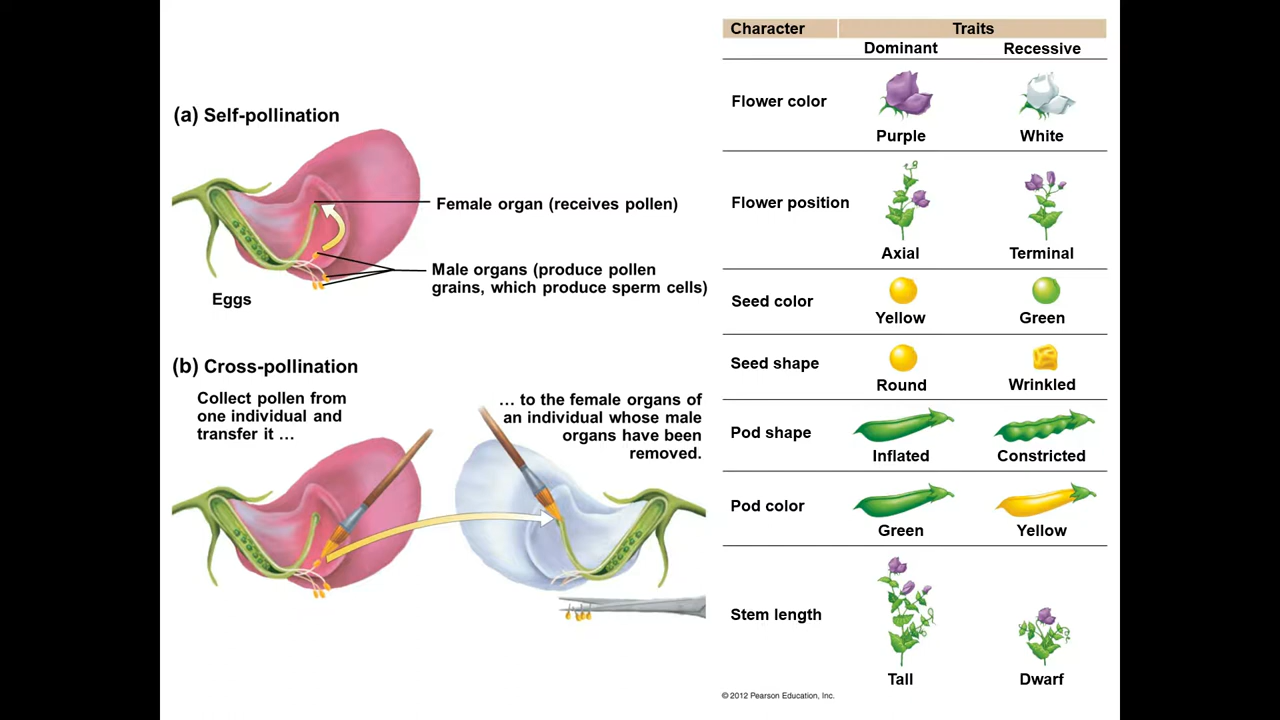 (a) Self-pollination
Female organ (receives pollen)
Male organs (produce pollen
grains, which produce sperm cells)
Eggs
(b) Cross-pollination
Collect pollen from
one individual and
transfer it …
… to the female organs of
an individual whose male
organs have been
removed.
Character Traits
Dominant Recessive
Flower color
Purple White
Flower position
Axial Terminal
Seed color
Yellow Green
Seed shape
Round Wrinkled
Pod shape
Inflated Constricted
Pod color
Green Yellow
Stem length
Tall Dwarf
© 2012 Pearson Education, Inc.